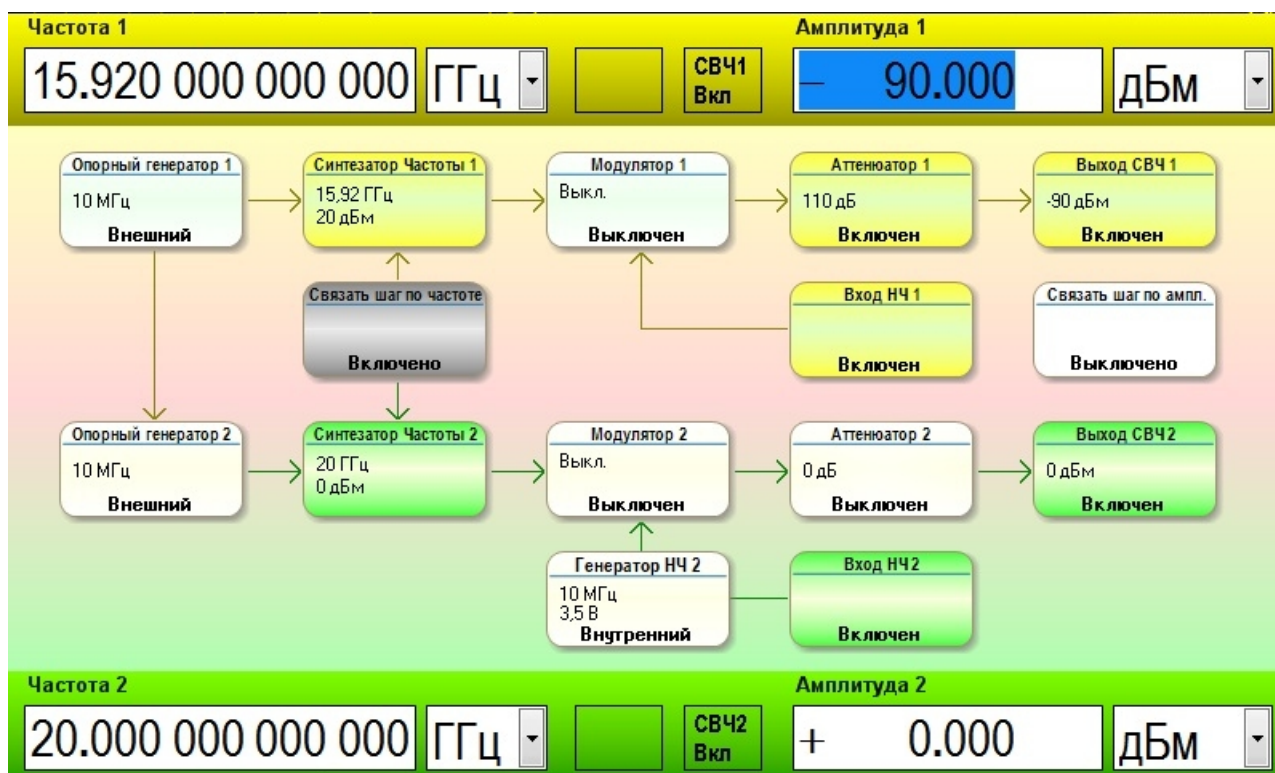 Частота 1
Амплитуда 1
15.920 000 000 000
ГГц
СВЧ1
Вкл
− 90.000
дБм
Опорный генератор 1
10 МГц
Внешний
Синтезатор Частоты 1
15,92 ГГц
20 дБм
Модулятор 1
Выкл.
Выключен
Аттенюатор 1
110 дБ
Включен
Выход СВЧ 1
-90 дБм
Включен
Связать шаг по частоте
Включено
Вход НЧ 1
Включен
Связать шаг по ампл.
Выключено
Опорный генератор 2
10 МГц
Внешний
Синтезатор Частоты 2
20 ГГц
0 дБм
Модулятор 2
Выкл.
Выключен
Аттенюатор 2
0 дБ
Выключен
Выход СВЧ 2
0 дБм
Включен
Генератор НЧ 2
10 МГц
3,5 В
Внутренний
Вход НЧ 2
Включен
Частота 2
Амплитуда 2
20.000 000 000 000
ГГц
СВЧ2
Вкл
+ 0.000
дБм